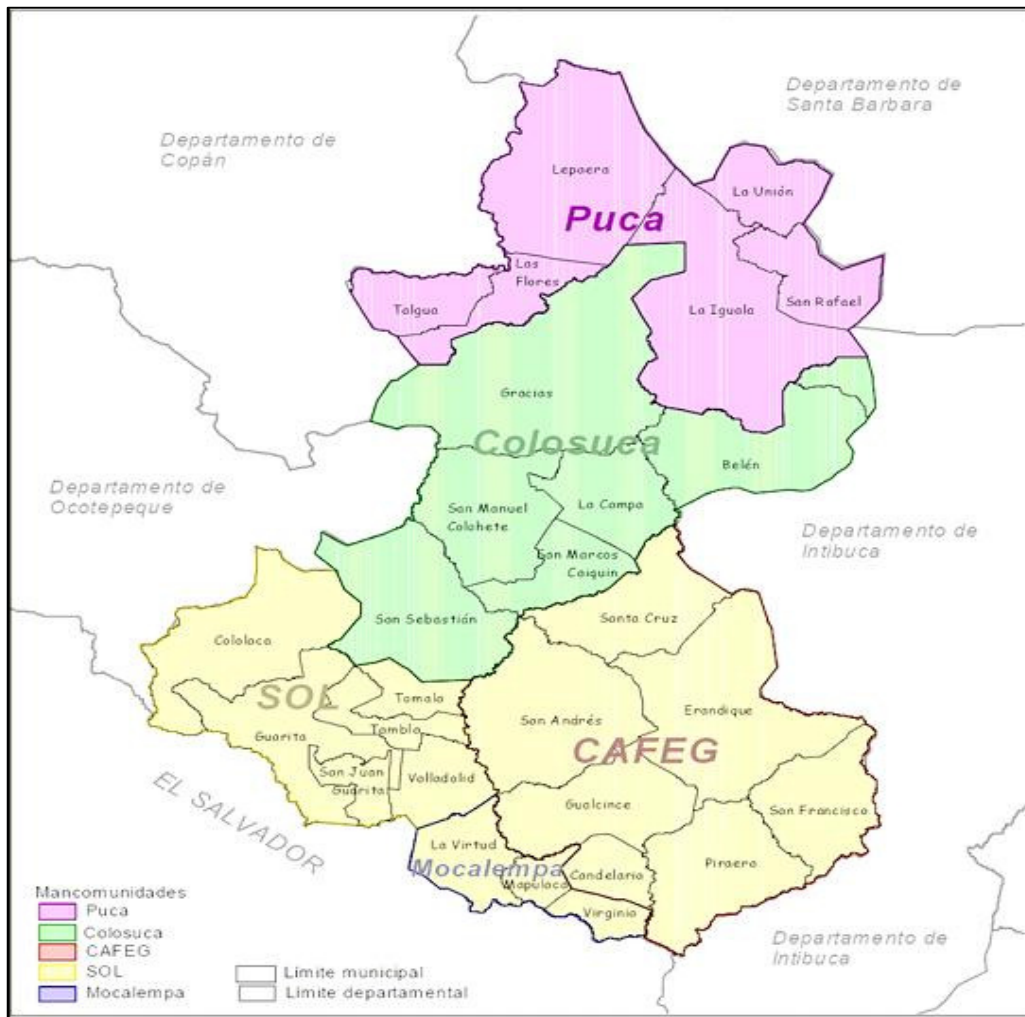 Departamento de
Santa Barbara
Departamento de
Copán
Lepaera
La Unión
Puca
Las
Flores
Talgua
San Rafael
La Iguala
Gracias
Colosuca
Belén
Departamento de
Ocotepeque
San Manuel
Colohete
La Campa
Departamento de
Intibuca
San Marcos
Caiquin
San Sebastián
Santa Cruz
Cololaca
SOL
Tomala
Erandique
San Andrés
Tambla
Guarita
CAFEG
San Juan
Guarita
Valladolid
Gualcince
San Francisco
EL SALVADOR
La Virtud
Piraera
Mocalempa
Candelaria
Mapulaca
Virginia
Mancomunidades
Puca
Colosuca
CAFEG
SOL
Mocalempa
Límite municipal
Límite departamental
Departamento de
Intibuca